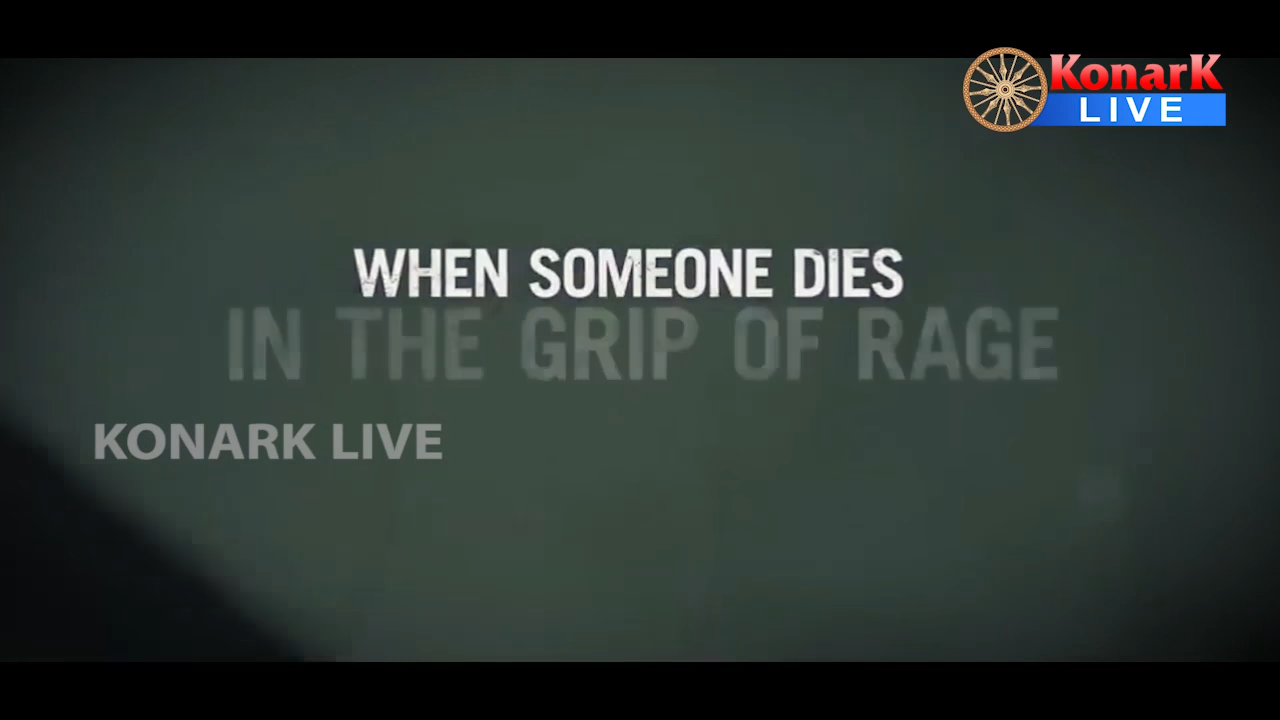 KonarK
LIVE
WHEN SOMEONE DIES
IN THE GRIP OF RAGE
KONARK LIVE